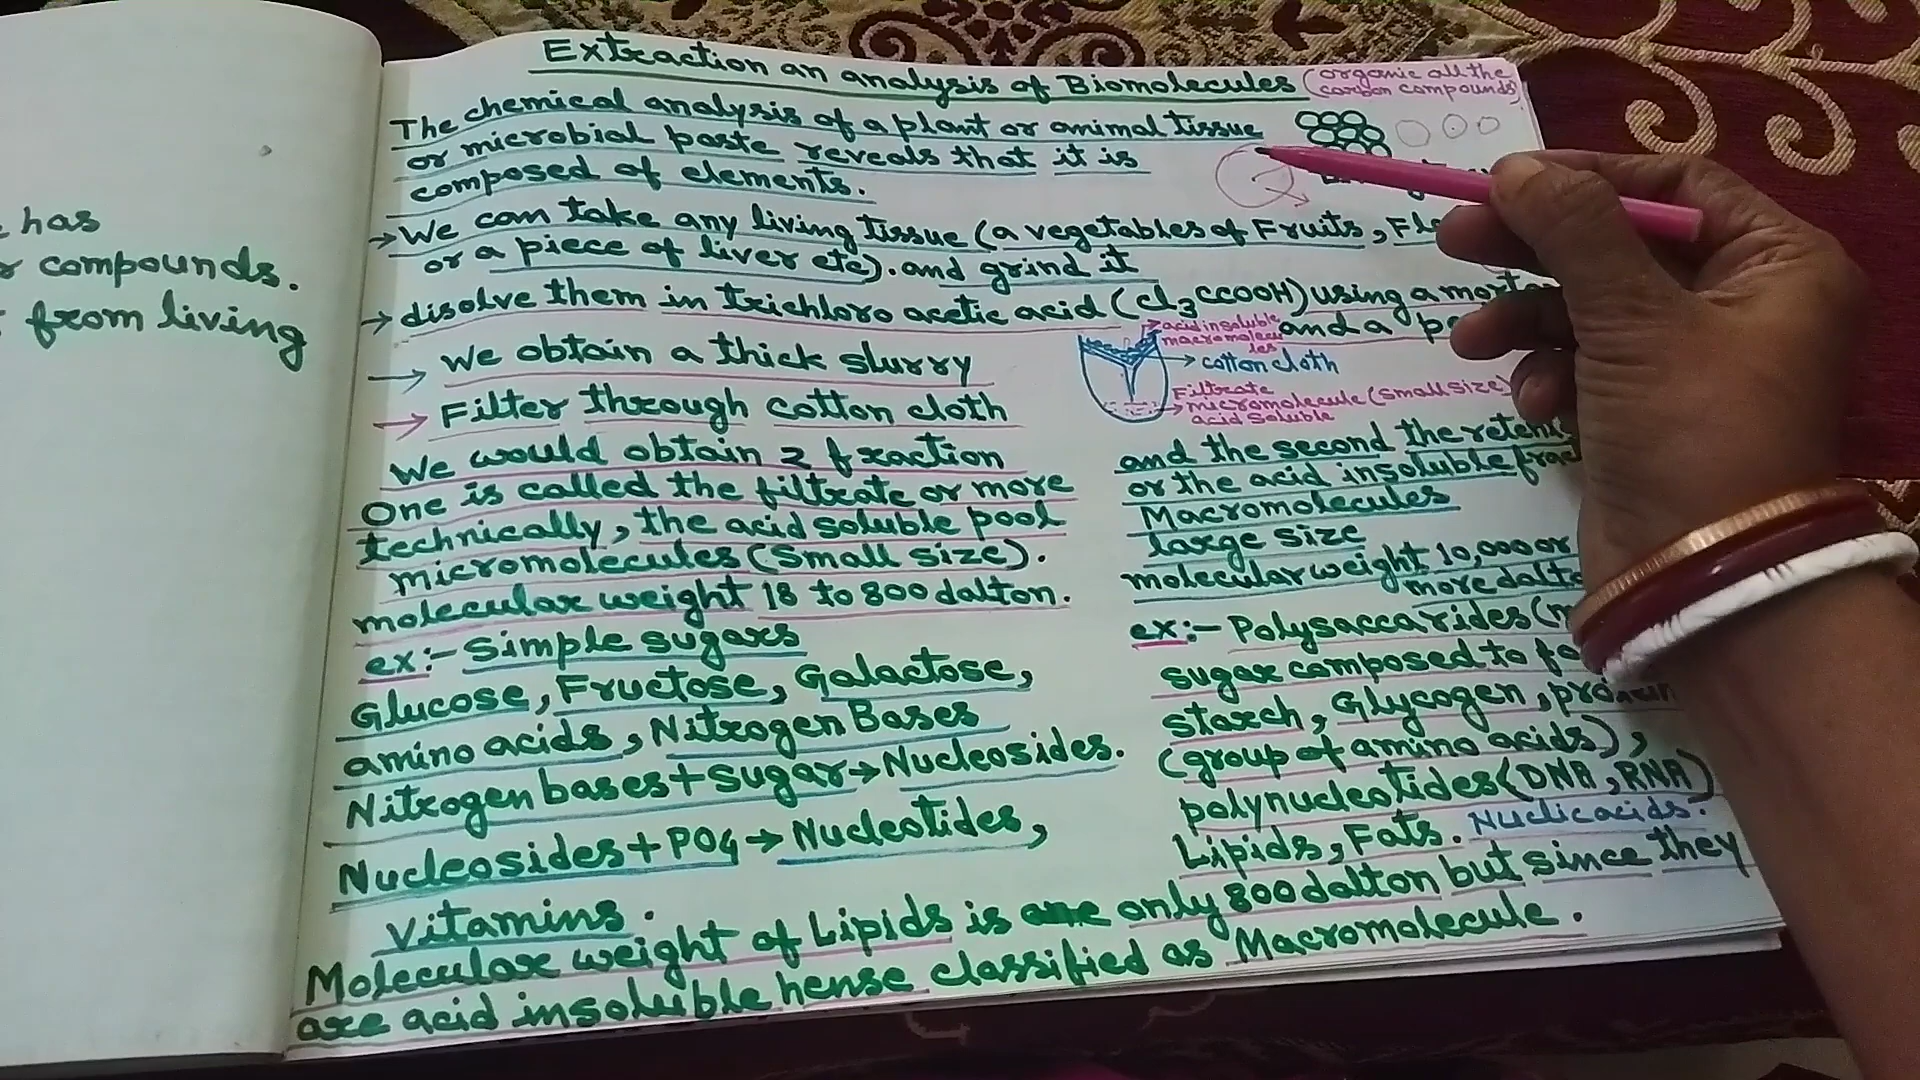 Extraction an analysis of Biomolecules (organic all the
carbon compounds)
The chemical analysis of a plant or animal tissue
or microbial paste reveals that it is
composed of elements.
→ We can take any living tissue (a vegetables of Fruits,
or a piece of liver etc). and grind it
→ disolve them in trichloro acetic acid (Cl3CCOOH) using a
and a
→ We obtain a thick slurry
→ Filter through cotton cloth
acid insoluble
macromolecu
les
→ cotton cloth
Filtrate
→ micromolecule (small size)
acid soluble
We would obtain 2 fraction
One is called the filtrate or more
technically, the acid soluble pool
micromolecules (Small size).
molecular weight 18 to 800 dalton.
ex:- Simple sugars
Glucose, Fructose, Galactose,
amino acids, Nitrogen Bases
Nitrogen bases + Sugar → Nucleosides.
Nucleosides + PO4 → Nucleotides,
Vitamins.
and the second the
or the acid insoluble
Macromolecules
large size
molecular weight 10,000 or
more
ex:- Polysaccarides
sugar composed to
starch, Glycogen, protein
(group of amino acids),
polynucleotides (DNA, RNA)
Lipids, Fats. Nuclicacids.
Molecular weight of Lipids is only 800 dalton but since they
are acid insoluble hense classified as Macromolecule.
has
compounds.
from living